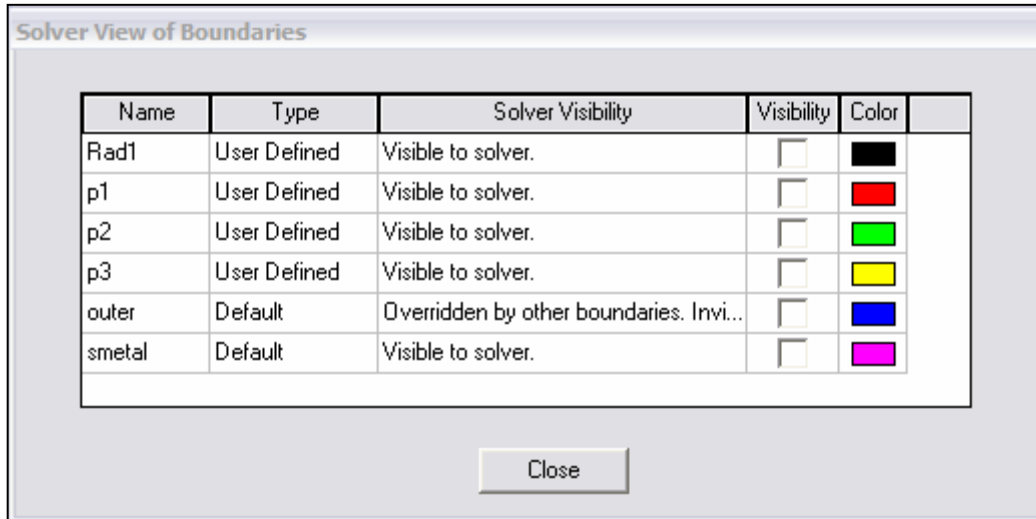 Solver View of Boundaries
Name Type Solver Visibility Visibility Color
Rad1 User Defined Visible to solver.
p1 User Defined Visible to solver.
p2 User Defined Visible to solver.
p3 User Defined Visible to solver.
outer Default Overridden by other boundaries. Invi...
smetal Default Visible to solver.
Close